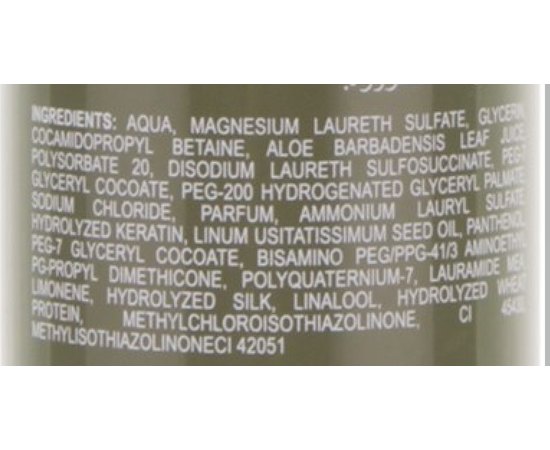 INGREDIENTS: AQUA, MAGNESIUM LAURETH SULFATE, GLYCERIN,
COCAMIDOPROPYL BETAINE, ALOE BARBADENSIS LEAF JUICE,
POLYSORBATE 20, DISODIUM LAURETH SULFOSUCCINATE, PEG-7
GLYCERYL COCOATE, PEG-200 HYDROGENATED GLYCERYL PALMATE,
SODIUM CHLORIDE, PARFUM, AMMONIUM LAURYL SULFATE,
HYDROLYZED KERATIN, LINUM USITATISSIMUM SEED OIL, PANTHENOL,
PEG-7 GLYCERYL COCOATE, BISAMINO PEG/PPG-41/3 AMINOETHYL
PG-PROPYL DIMETHICONE, POLYQUATERNIUM-7, LAURAMIDE MEA,
LIMONENE, HYDROLYZED SILK, LINALOOL, HYDROLYZED WHEAT
PROTEIN, METHYLCHLOROISOTHIAZOLINONE, CI 45400,
METHYLISOTHIAZOLINONECI 42051